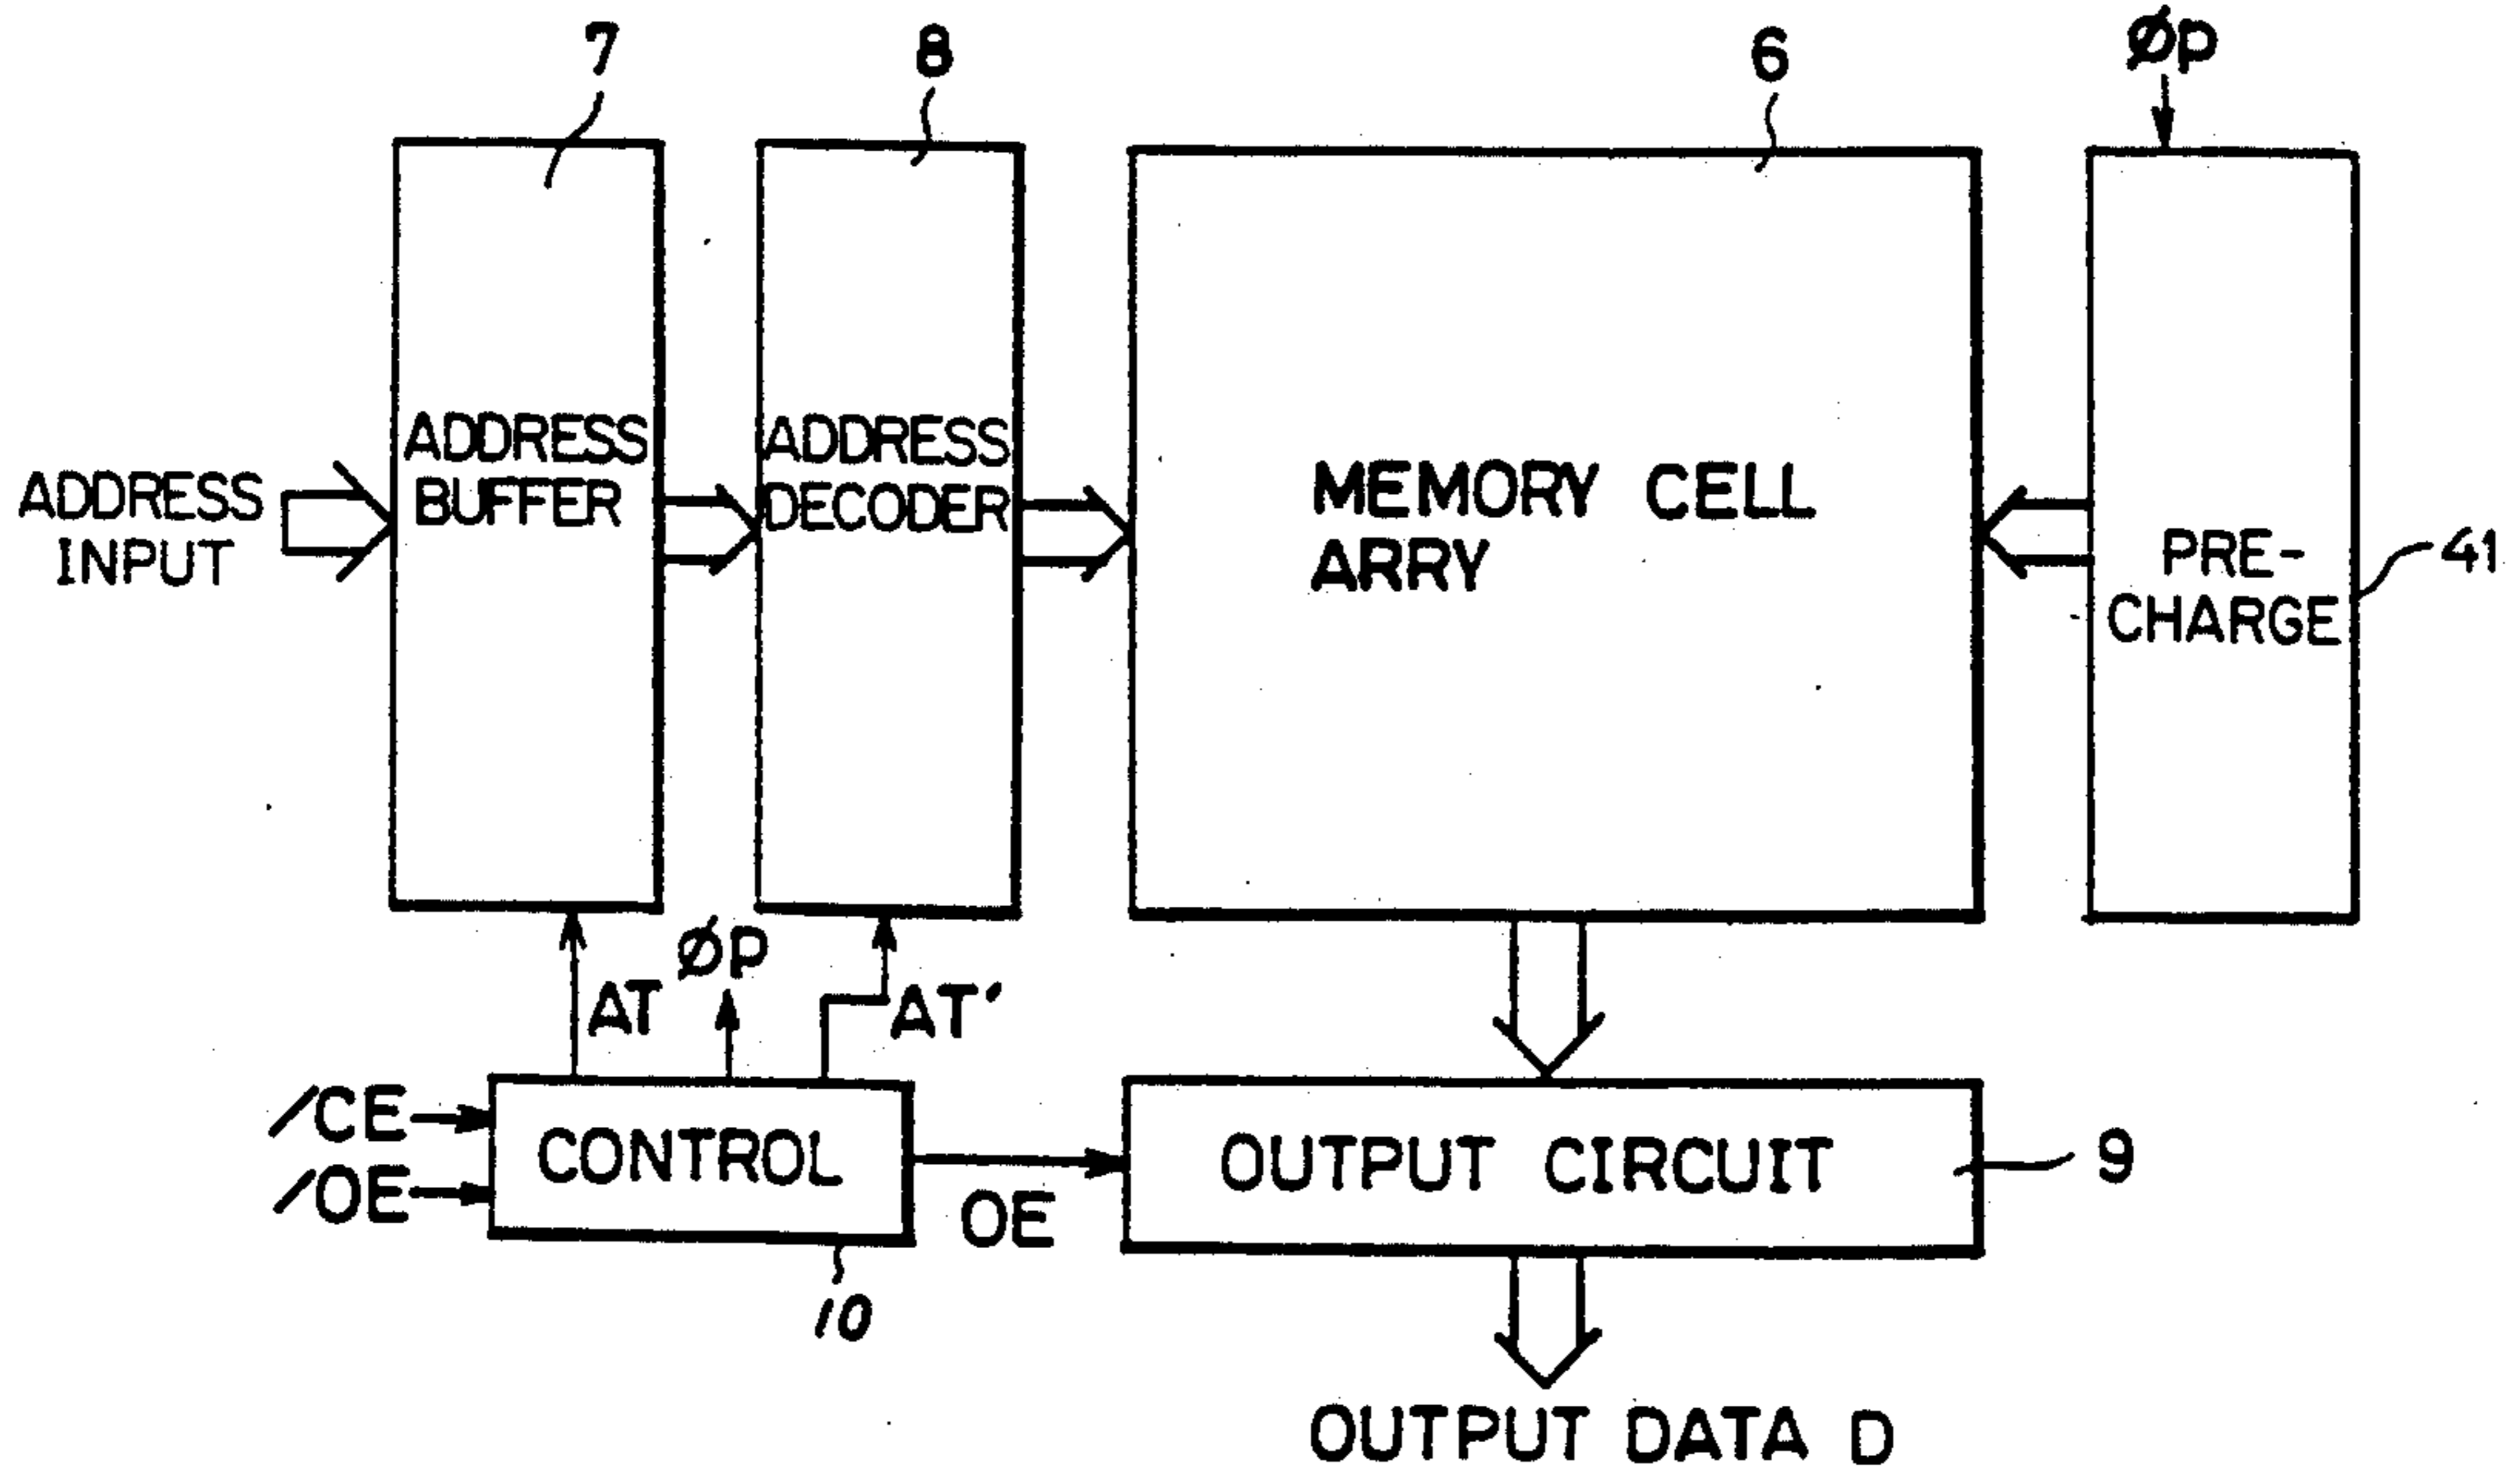 7
8
6
ØP
ADDRESS
INPUT
ADDRESS
BUFFER
ADDRESS
DECODER
MEMORY CELL
ARRY
PRE-
CHARGE
41
AT
ØP
AT′
/CE
/OE
CONTROL
OE
OUTPUT CIRCUIT
9
10
OUTPUT DATA D